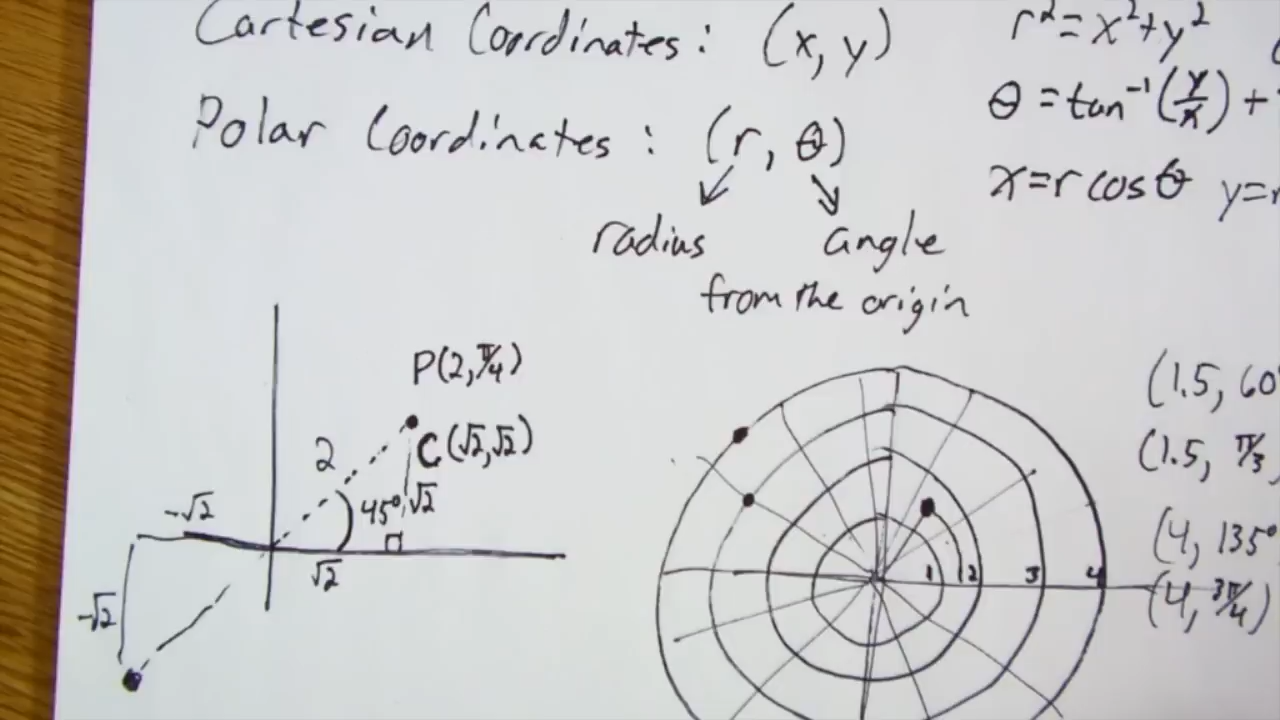 Cartesian Coordinates: (x, y)
Polar Coordinates: (r, θ)
radius angle
from the origin
r²=x²+y²
θ=tan⁻¹(y/x)+
x=r cosθ y=r
P(2,π/4)
C(√2,√2)
2
45°
√2
√2
-√2
-√2
1 2 3 4
(1.5, 60°
(1.5, π/3
(4, 135°
(4, 3π/4)